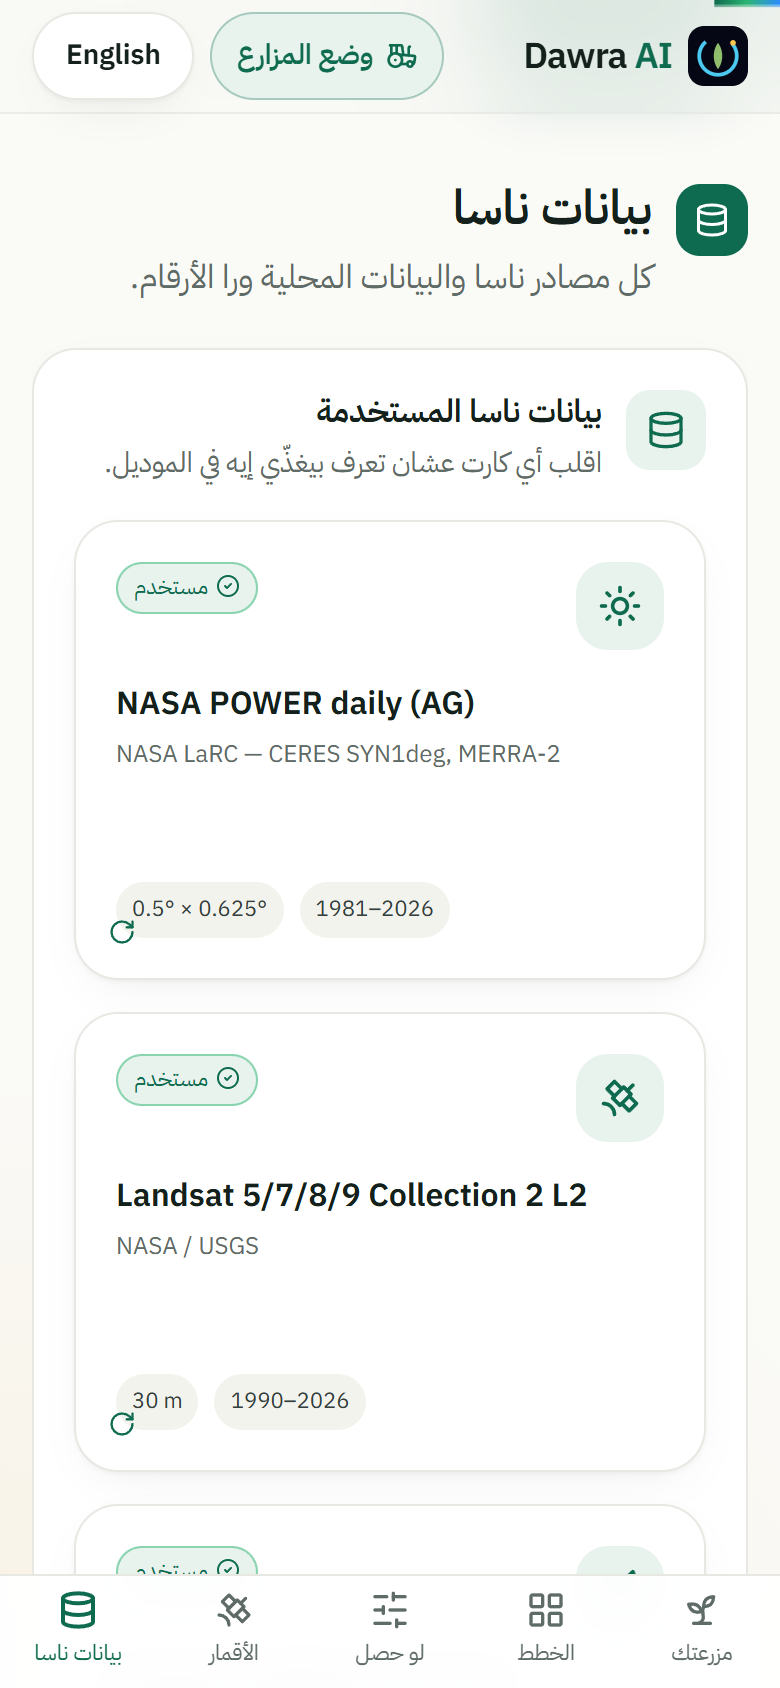 Dawra AI
وضع المزارع
English
بيانات ناسا
كل مصادر ناسا والبيانات المحلية ورا الأرقام.
بيانات ناسا المستخدمة
اقلب أي كارت عشان تعرف بيغذّي إيه في الموديل.
مستخدم
NASA POWER daily (AG)
NASA LaRC — CERES SYN1deg, MERRA-2
0.5° × 0.625°
1981–2026
مستخدم
Landsat 5/7/8/9 Collection 2 L2
NASA / USGS
30 m
1990–2026
مستخدم
مزرعتك
الخطط
لو حصل
الأقمار
بيانات ناسا